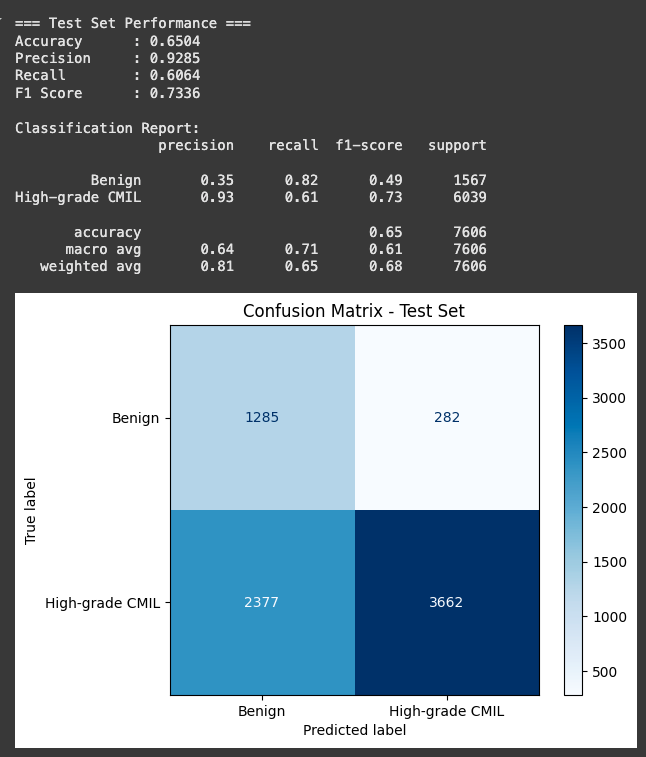 === Test Set Performance ===
Accuracy : 0.6504
Precision : 0.9285
Recall : 0.6064
F1 Score : 0.7336
Classification Report:
precision recall f1-score support
Benign 0.35 0.82 0.49 1567
High-grade CMIL 0.93 0.61 0.73 6039
accuracy 0.65 7606
macro avg 0.64 0.71 0.61 7606
weighted avg 0.81 0.65 0.68 7606
Confusion Matrix - Test Set
3500
3000
2500
2000
1500
1000
500
True label
Benign
1285 282
High-grade CMIL
2377 3662
Benign High-grade CMIL
Predicted label